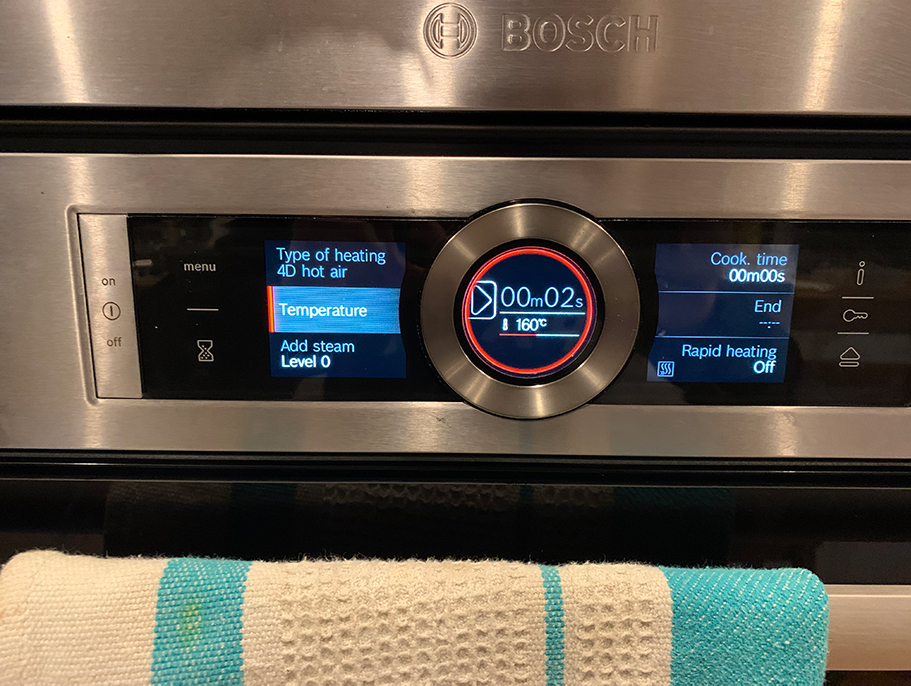 BOSCH
on
off
menu
Type of heating
4D hot air
Temperature
Add steam
Level 0
00m02s
160°C
Cook. time
00m00s
End
--:--
Rapid heating
Off
i